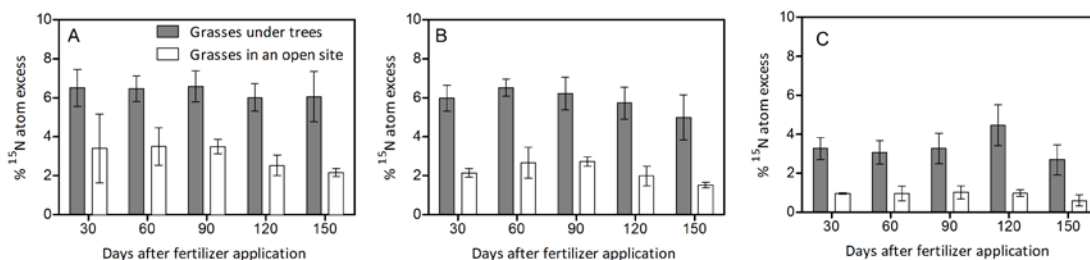 A
Grasses under trees
Grasses in an open site
% 15N atom excess
10
8
6
4
2
0
30 60 90 120 150
Days after fertilizer application
B
% 15N atom excess
10
8
6
4
2
0
30 60 90 120 150
Days after fertilizer application
C
% 15N atom excess
10
8
6
4
2
0
30 60 90 120 150
Days after fertilizer application